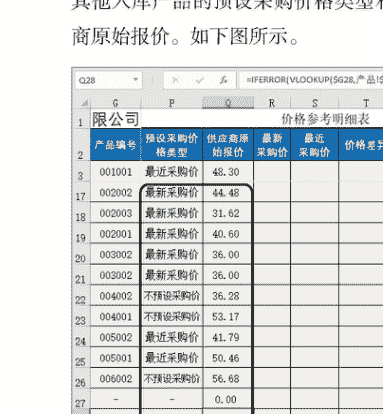 其他入库产品的预设采购价格类型和
商原始报价。如下图所示。
Q28 =IFERROR(VLOOKUP($G28,产品!$
G P Q R S T
1 限公司 价格参考明细表
2 产品编号 预设采购价格类型 供应商原始报价 最新采购价 最近采购价 价格差异
3 001001 最近采购价 48.30
17 002002 最新采购价 44.48
18 002003 最新采购价 31.62
19 002001 最新采购价 40.60
20 003002 最新采购价 36.00
21 003002 最新采购价 36.00
22 004002 不预设采购价 36.28
23 004001 不预设采购价 53.17
24 005002 最近采购价 41.79
25 005001 最近采购价 50.46
26 006002 不预设采购价 56.68
27 - - 0.00